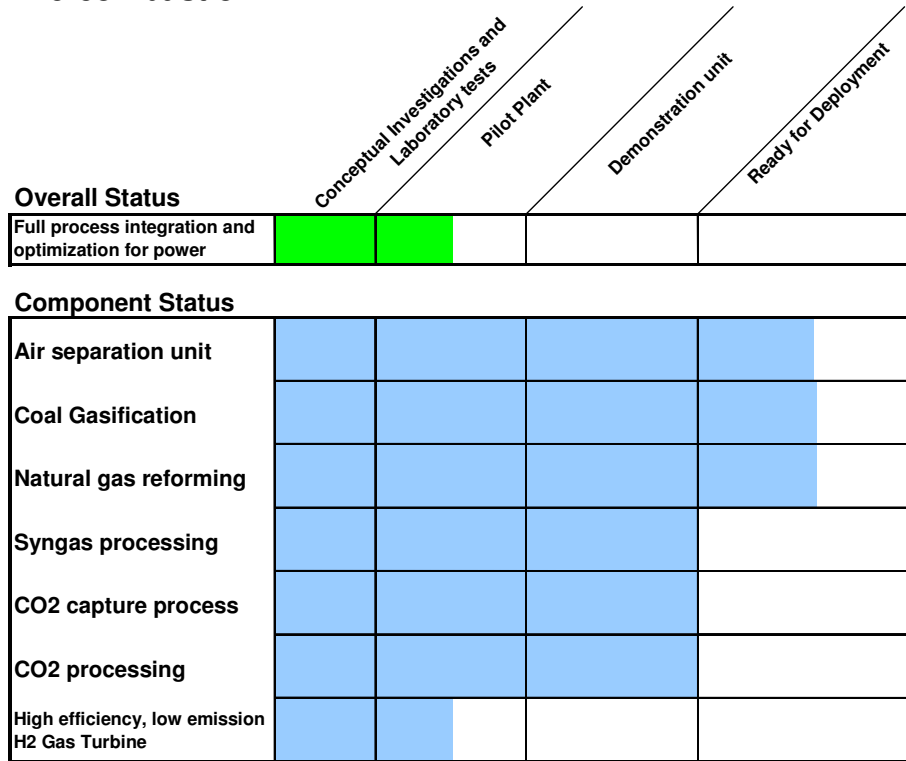 Conceptual Investigations and
Laboratory tests
Pilot Plant
Demonstration unit
Ready for Deployment
Overall Status
Full process integration and
optimization for power
Component Status
Air separation unit
Coal Gasification
Natural gas reforming
Syngas processing
CO2 capture process
CO2 processing
High efficiency, low emission
H2 Gas Turbine